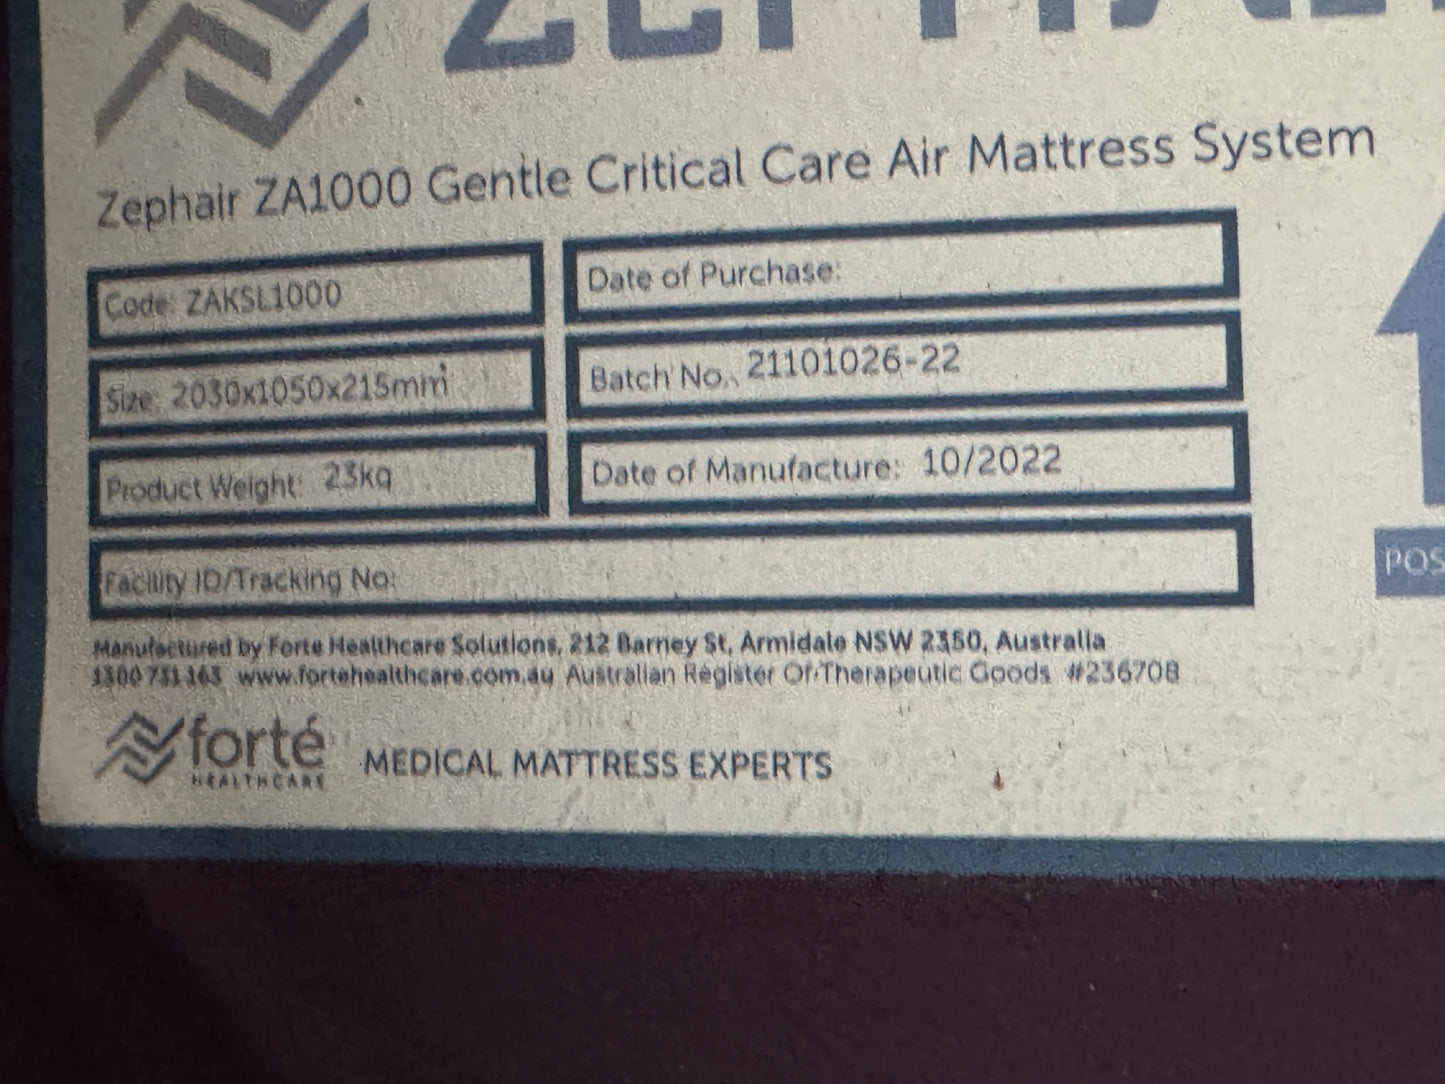 Zephair ZA1000 Gentle Critical Care Air Mattress System
Code: ZAKSL1000
Date of Purchase:
Size: 2030x1050x215mm
Batch No. 21101026-22
Product Weight: 23kg
Date of Manufacture: 10/2022
Facility ID/Tracking No:
Manufactured by Forte Healthcare Solutions, 212 Barney St, Armidale NSW 2350, Australia
1300 731 163 www.fortehealthcare.com.au Australian Register Of Therapeutic Goods #236708
forté
HEALTHCARE
MEDICAL MATTRESS EXPERTS